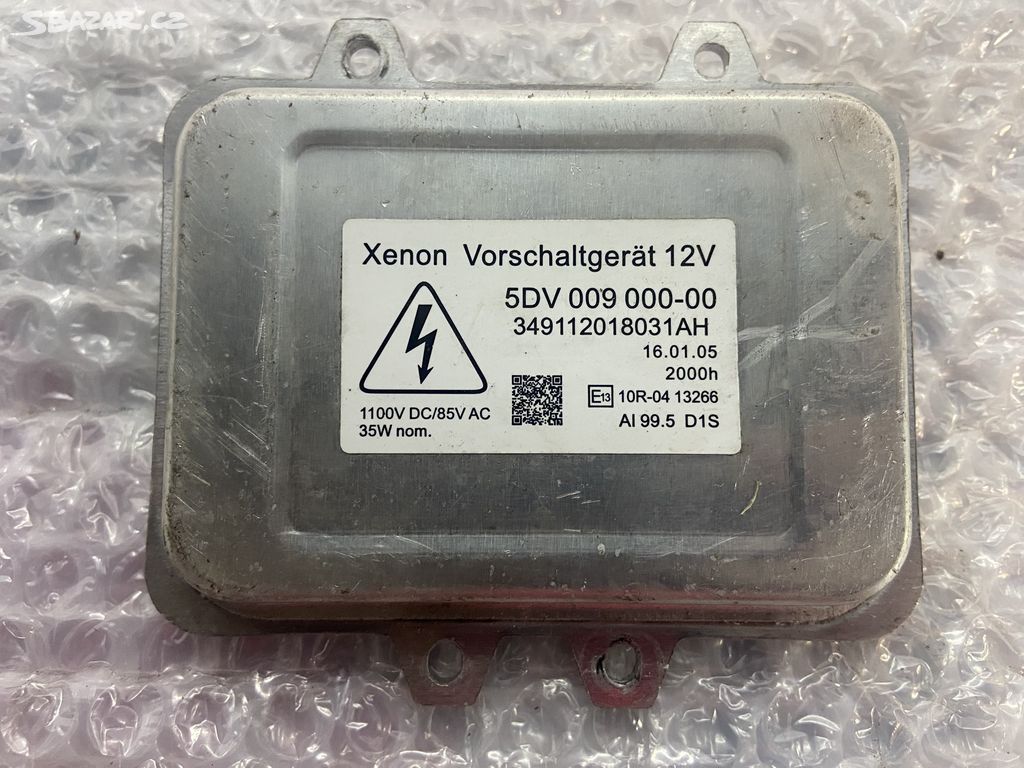 SBAZAR.CZ
Xenon Vorschaltgerät 12V
5DV 009 000-00
349112018031AH
16.01.05
2000h
E13 10R-04 13266
1100V DC/85V AC
35W nom.
AI 99.5 D1S